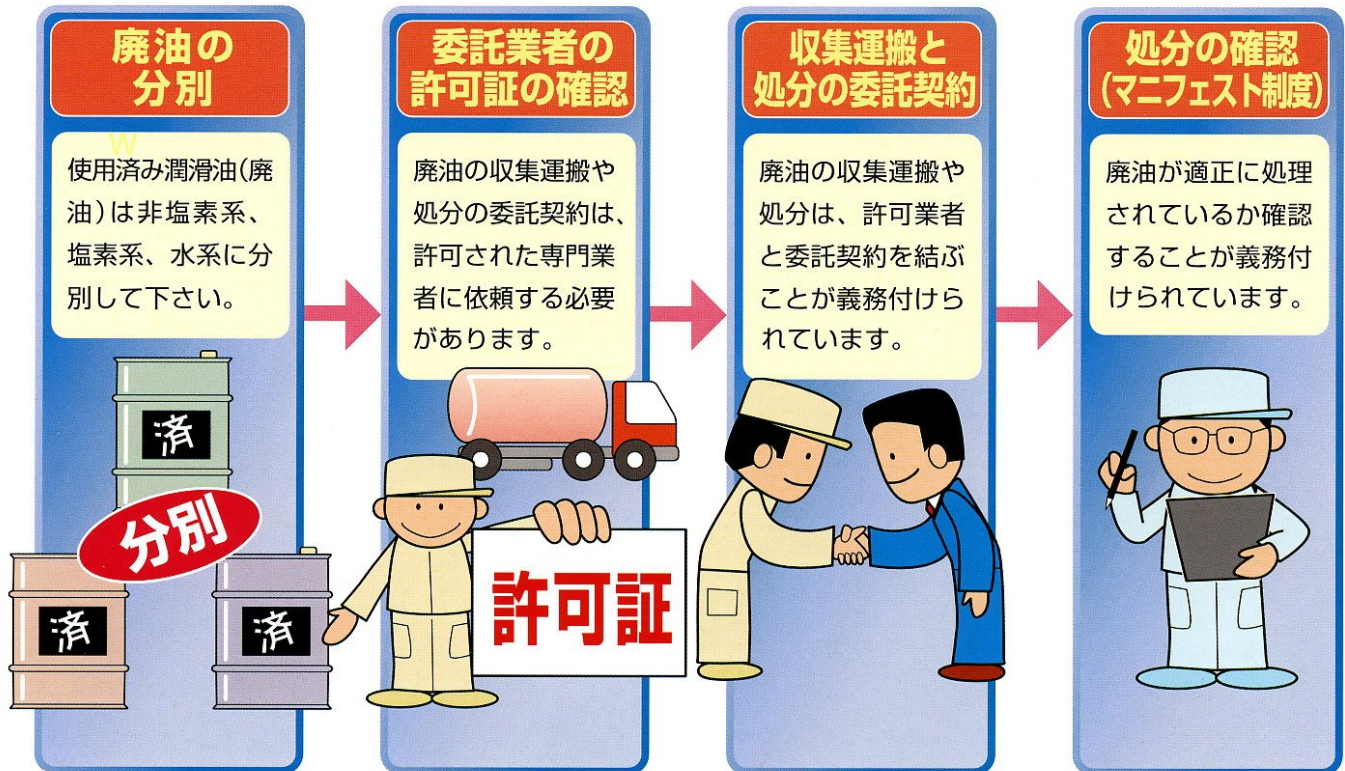 廃油の
分別
W
使用済み潤滑油(廃
油)は非塩素系、
塩素系、水系に分
別して下さい。
済
分別
済
済
委託業者の
許可証の確認
廃油の収集運搬や
処分の委託契約は、
許可された専門業
者に依頼する必要
があります。
許可証
収集運搬と
処分の委託契約
廃油の収集運搬や
処分は、許可業者
と委託契約を結ぶ
ことが義務付けら
れています。
処分の確認
(マニフェスト制度)
廃油が適正に処理
されているか確認
することが義務付
けられています。